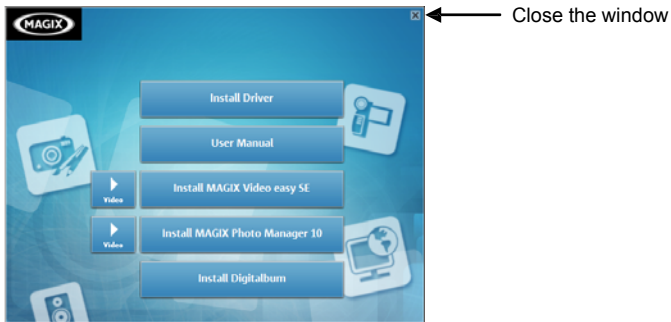 MAGIX
Close the window
Install Driver
User Manual
Video
Install MAGIX Video easy SE
Video
Install MAGIX Photo Manager 10
Install Digitalbum